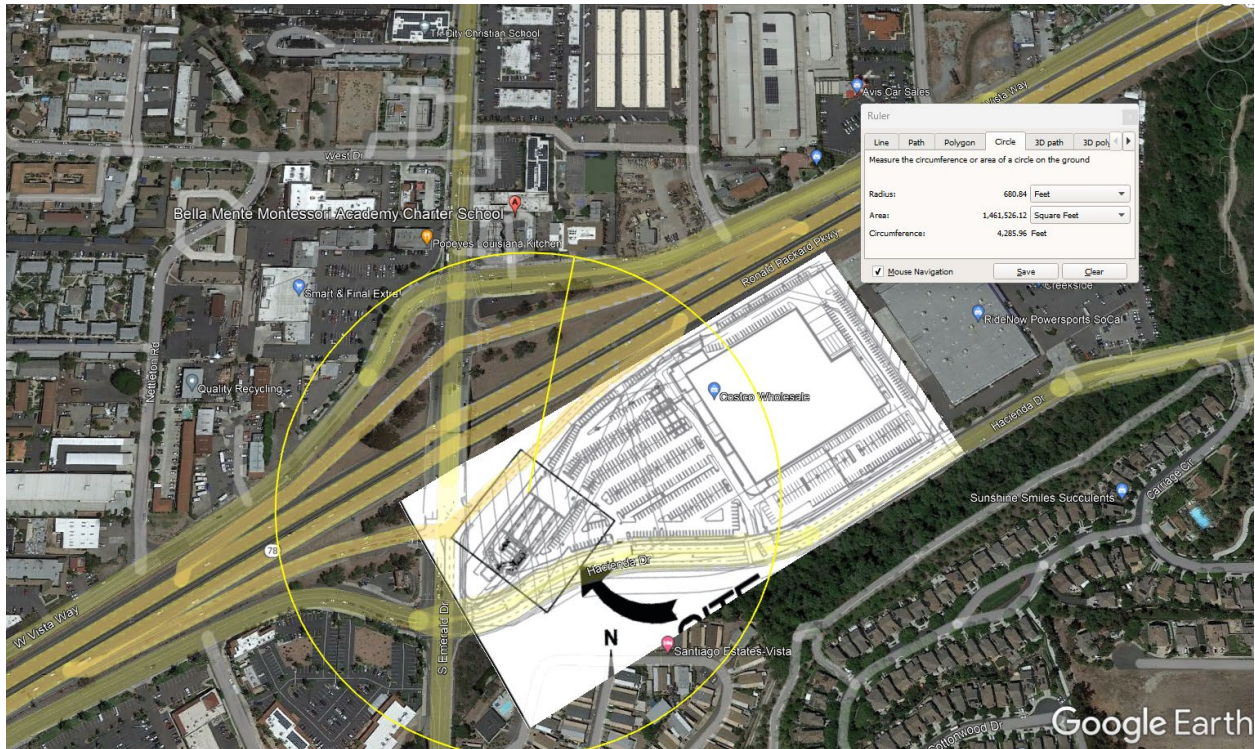 Tri-City Christian School
Avis Car Sales
W Vista Way
West Dr
Bella Mente Montessori Academy Charter School
A
Popeyes Louisiana Kitchen
Ronald Packard Pkwy
Smart & Final Extra!
Nettleton Rd
Quality Recycling
Creekside
RideNow Powersports SoCal
Costco Wholesale
Hacienda Dr
Sunshine Smiles Succulents
Carriage Cir
78
Hacienda Dr
W Vista Way
S Emerald Dr
SITE
N
Santiago Estates-Vista
Cottonwood Dr
Google Earth
Ruler
Line Path Polygon Circle 3D path
Measure the circumference or area of a circle on the ground
Radius: 680.84 Feet
Area: 1,461,526.12 Square Feet
Circumference: 4,285.96 Feet
Mouse Navigation Save Clear